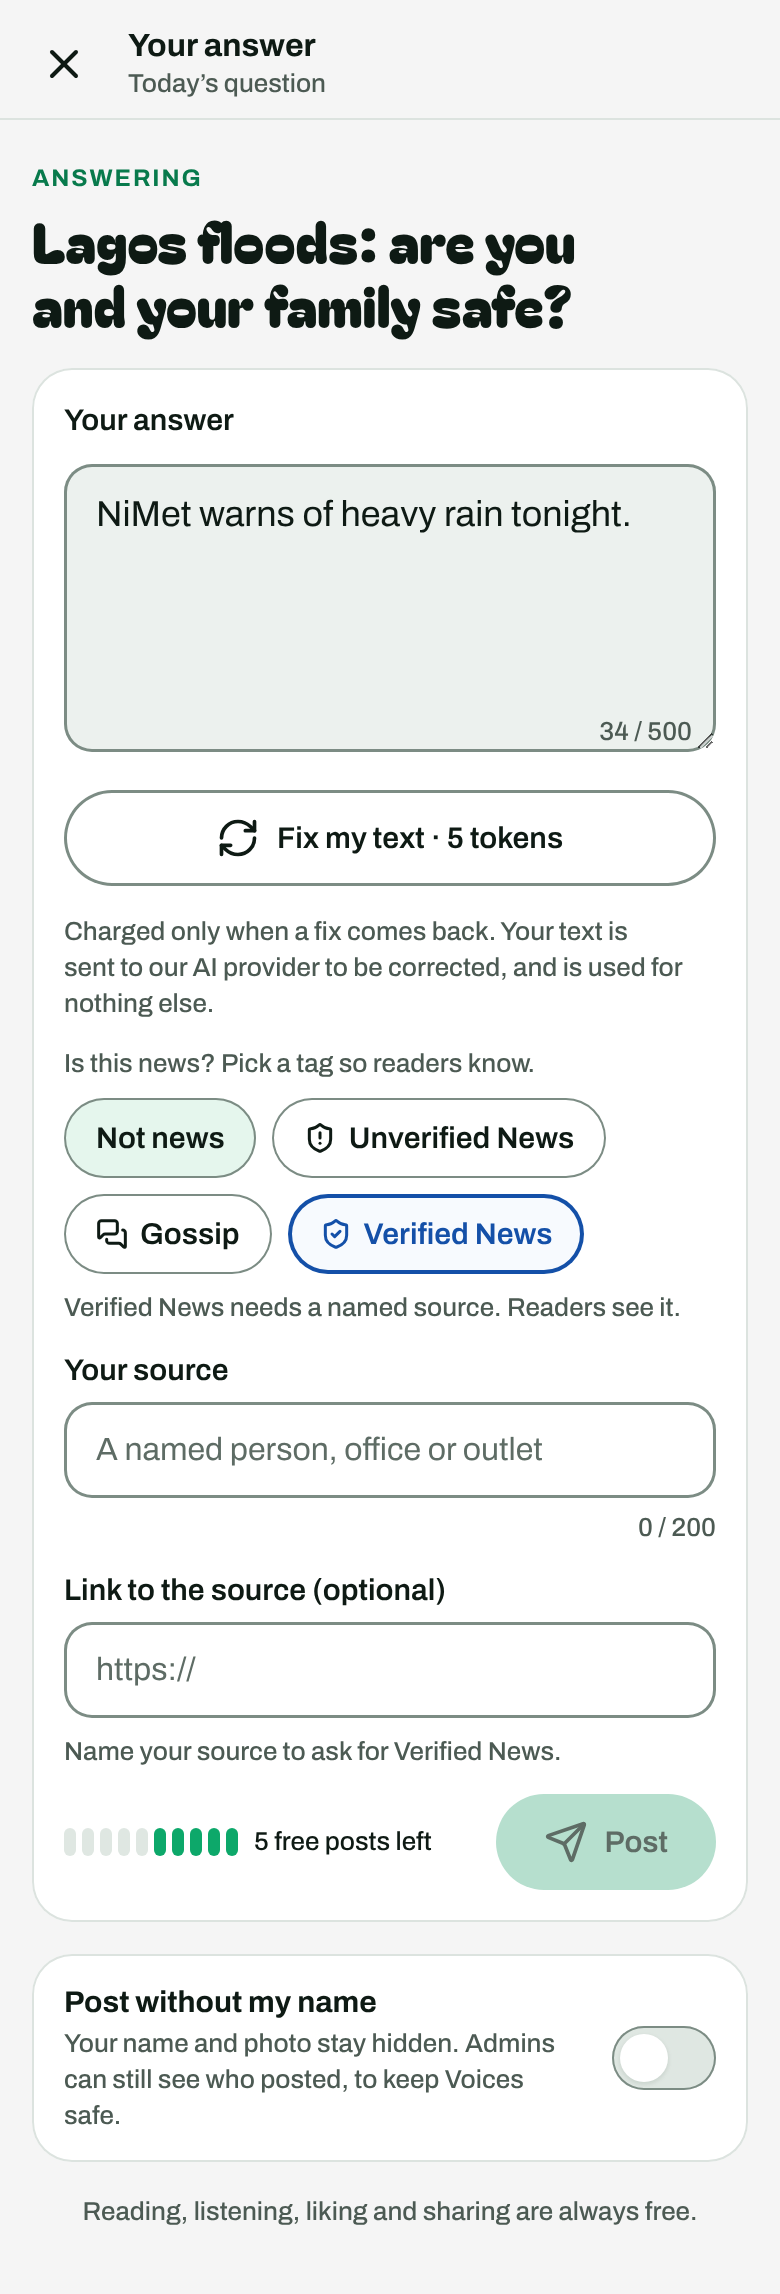 Your answer
Today’s question
ANSWERING
Lagos floods: are you
and your family safe?
Your answer
NiMet warns of heavy rain tonight.
34 / 500
Fix my text · 5 tokens
Charged only when a fix comes back. Your text is
sent to our AI provider to be corrected, and is used for
nothing else.
Is this news? Pick a tag so readers know.
Not news
Unverified News
Gossip
Verified News
Verified News needs a named source. Readers see it.
Your source
A named person, office or outlet
0 / 200
Link to the source (optional)
https://
Name your source to ask for Verified News.
5 free posts left
Post
Post without my name
Your name and photo stay hidden. Admins
can still see who posted, to keep Voices
safe.
Reading, listening, liking and sharing are always free.